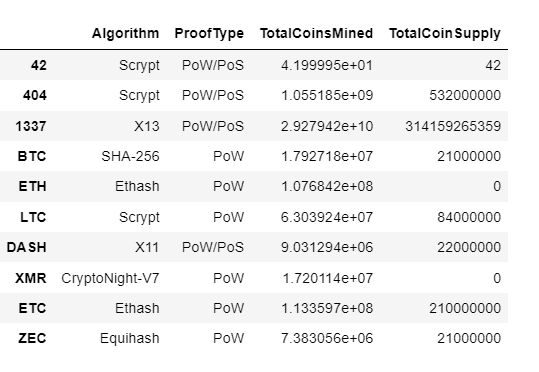 Algorithm ProofType TotalCoinsMined TotalCoinSupply
42 Scrypt PoW/PoS 4.199995e+01 42
404 Scrypt PoW/PoS 1.055185e+09 532000000
1337 X13 PoW/PoS 2.927942e+10 314159265359
BTC SHA-256 PoW 1.792718e+07 21000000
ETH Ethash PoW 1.076842e+08 0
LTC Scrypt PoW 6.303924e+07 84000000
DASH X11 PoW/PoS 9.031294e+06 22000000
XMR CryptoNight-V7 PoW 1.720114e+07 0
ETC Ethash PoW 1.133597e+08 210000000
ZEC Equihash PoW 7.383056e+06 21000000